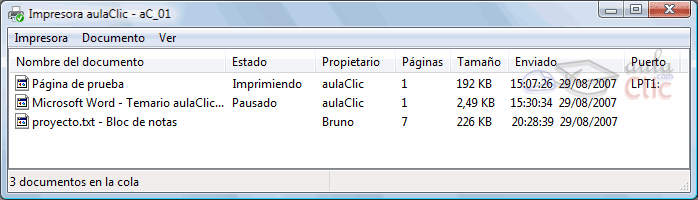 Impresora aulaClic - aC_01
Impresora Documento Ver
Nombre del documento Estado Propietario Páginas Tamaño Enviado Puerto
Página de prueba Imprimiendo aulaClic 1 192 KB 15:07:26 29/08/2007 LPT1:
Microsoft Word - Temario aulaClic... Pausado aulaClic 1 2,49 KB 15:30:34 29/08/2007
proyecto.txt - Bloc de notas Bruno 7 226 KB 20:28:39 29/08/2007
aula
.com
Clic
3 documentos en la cola